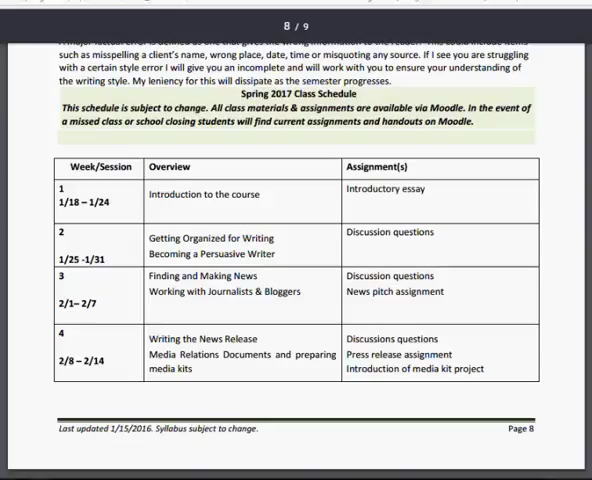 8 / 9
such as misspelling a client's name, wrong place, date, time or misquoting any source. If I see you are struggling
with a certain style error I will give you an incomplete and will work with you to ensure your understanding of
the writing style. My leniency for this will dissipate as the semester progresses.
Spring 2017 Class Schedule
This schedule is subject to change. All class materials & assignments are available via Moodle. In the event of
a missed class or school closing students will find current assignments and handouts on Moodle.
Week/Session Overview Assignment(s)
1
1/18 – 1/24
Introduction to the course
Introductory essay
2
1/25 -1/31
Getting Organized for Writing
Becoming a Persuasive Writer
Discussion questions
3
2/1– 2/7
Finding and Making News
Working with Journalists & Bloggers
Discussion questions
News pitch assignment
4
2/8 – 2/14
Writing the News Release
Media Relations Documents and preparing
media kits
Discussions questions
Press release assignment
Introduction of media kit project
Last updated 1/15/2016. Syllabus subject to change. Page 8